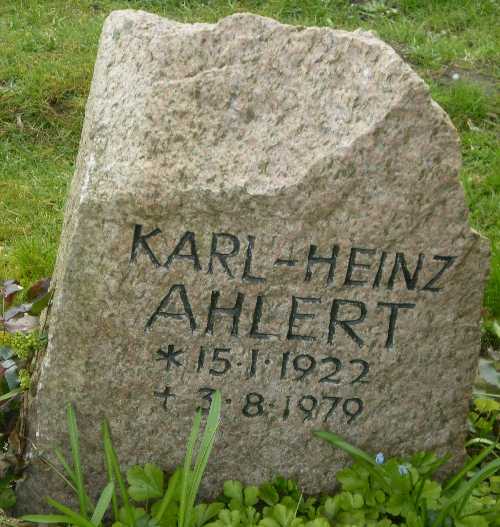 KARL-HEINZ
AHLERT
* 15·1·1922
† 3·8·1979